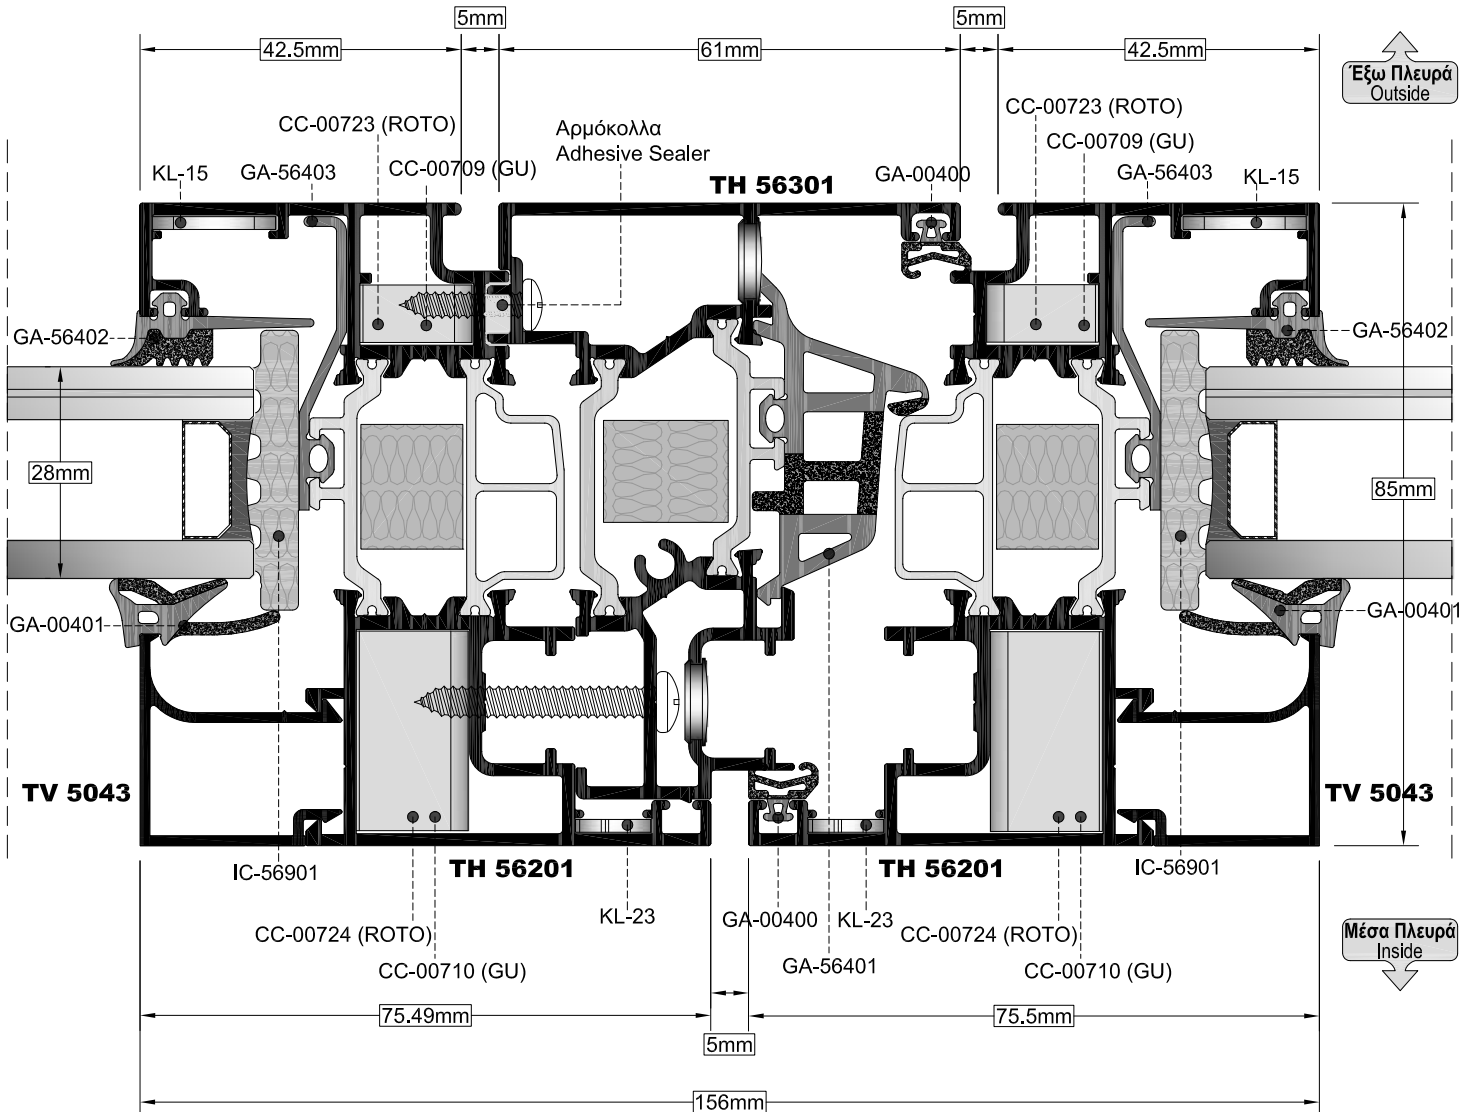 5mm
5mm
42.5mm
61mm
42.5mm
Έξω Πλευρά
Outside
CC-00723 (ROTO)
Αρμόκολλα
Adhesive Sealer
CC-00723 (ROTO)
CC-00709 (GU)
KL-15
GA-56403
CC-00709 (GU)
TH 56301
GA-00400
GA-56403
KL-15
GA-56402
GA-56402
28mm
85mm
GA-00401
GA-00401
TV 5043
TV 5043
IC-56901
TH 56201
TH 56201
IC-56901
KL-23
GA-00400
KL-23
CC-00724 (ROTO)
CC-00724 (ROTO)
CC-00710 (GU)
GA-56401
CC-00710 (GU)
Μέσα Πλευρά
Inside
75.49mm
75.5mm
5mm
156mm